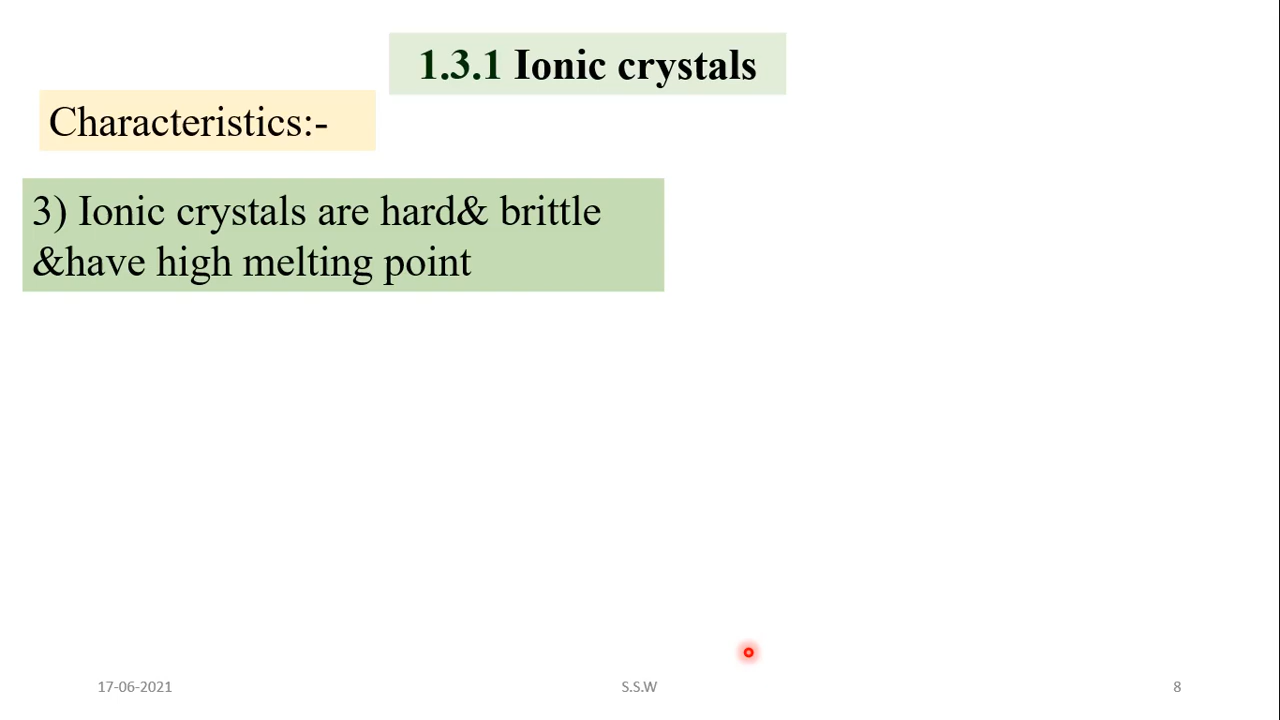 1.3.1 Ionic crystals
Characteristics:-
3) Ionic crystals are hard& brittle
&have high melting point
17-06-2021
S.S.W
8